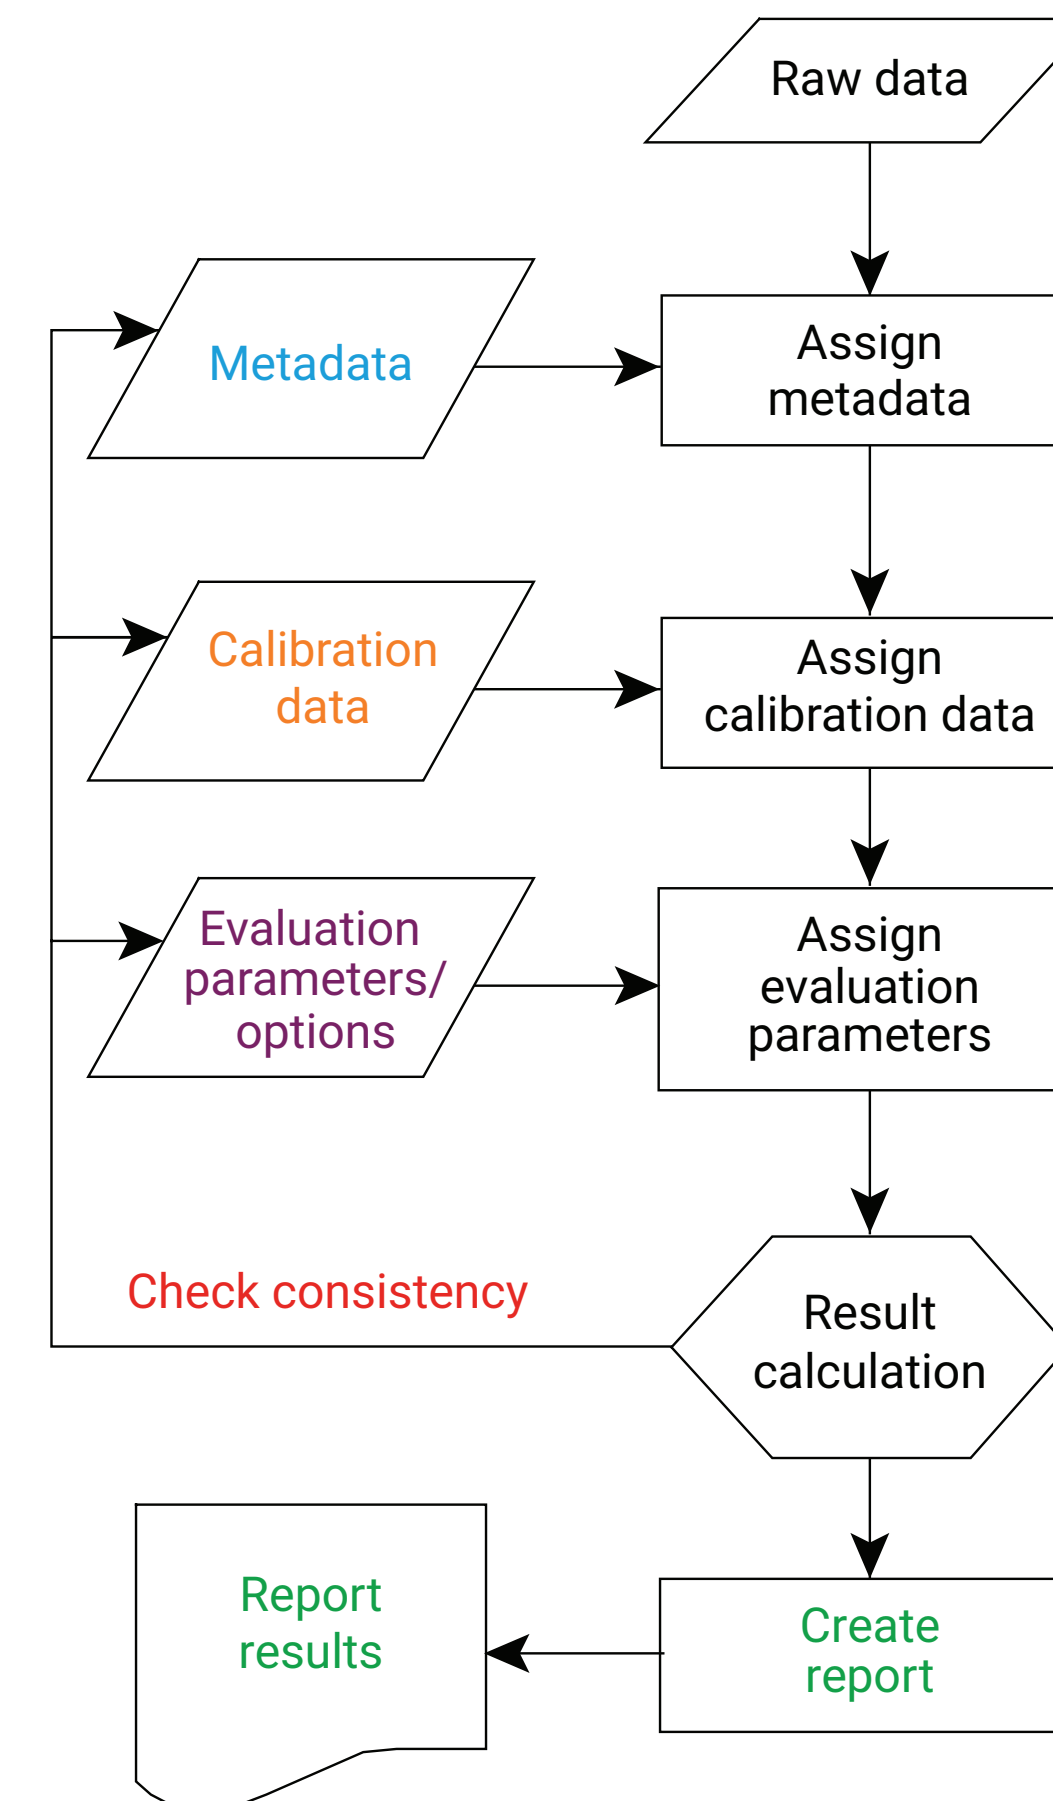 Raw data
Metadata
Assign
metadata
Calibration
data
Assign
calibration data
Evaluation
parameters/
options
Assign
evaluation
parameters
Check consistency
Result
calculation
Report
results
Create
report